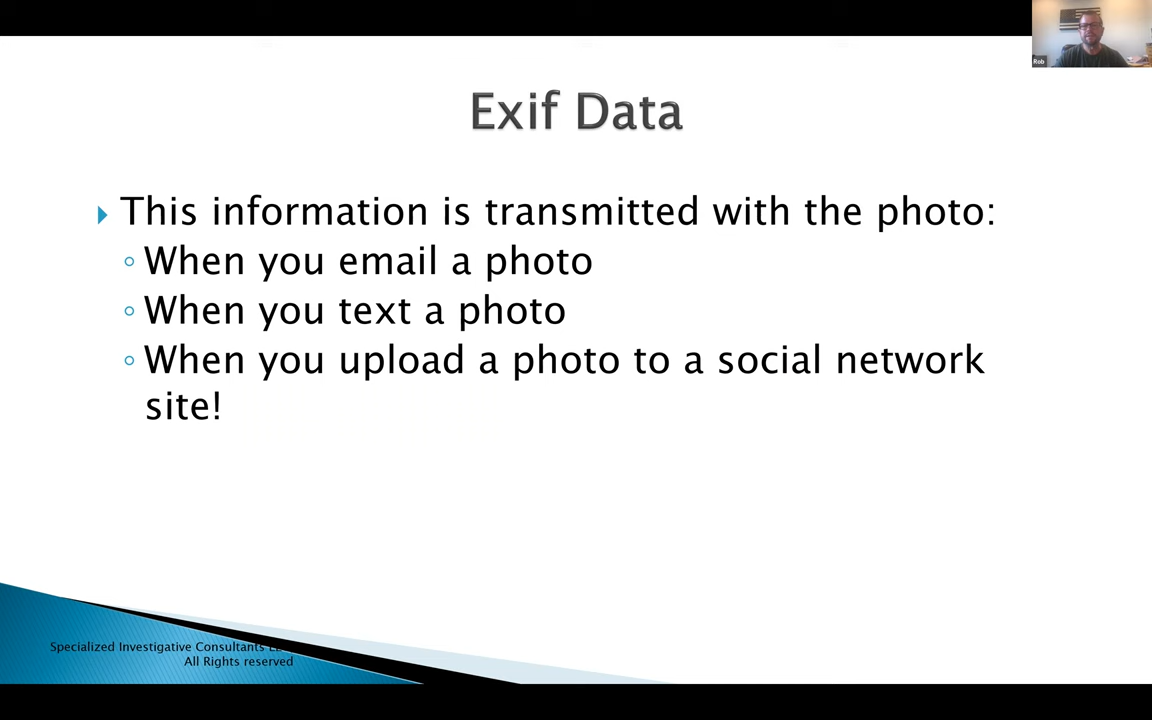 Rob
Exif Data
This information is transmitted with the photo:
When you email a photo
When you text a photo
When you upload a photo to a social network
site!
Specialized Investigative Consultants
All Rights reserved